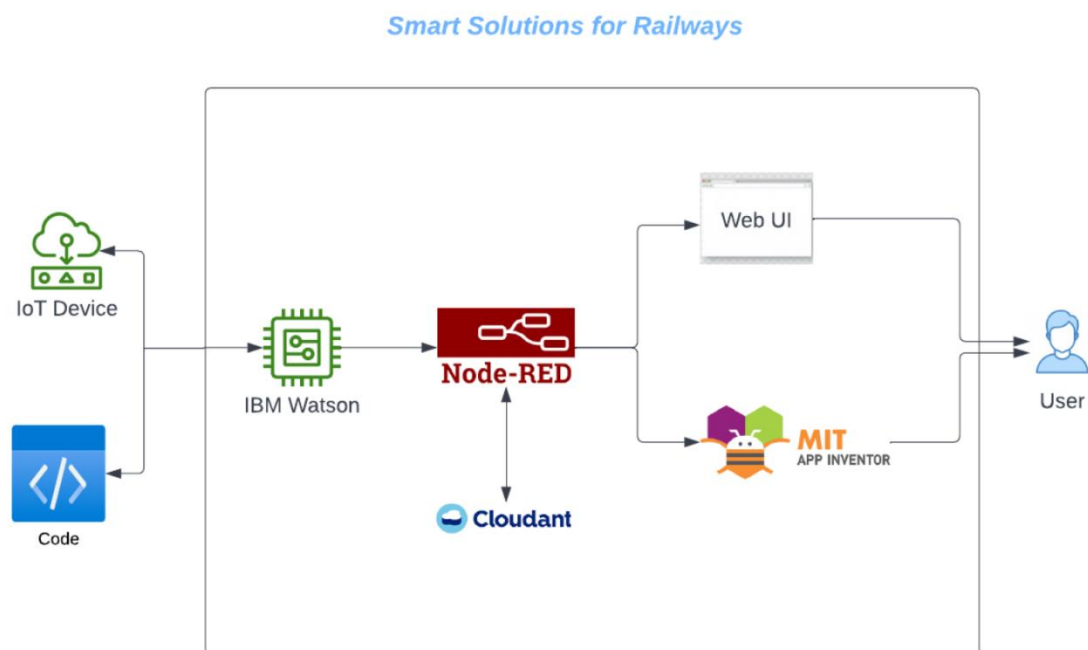 Smart Solutions for Railways
Web UI
IoT Device
IBM Watson
Node-RED
User
MIT
APP INVENTOR
Cloudant
Code